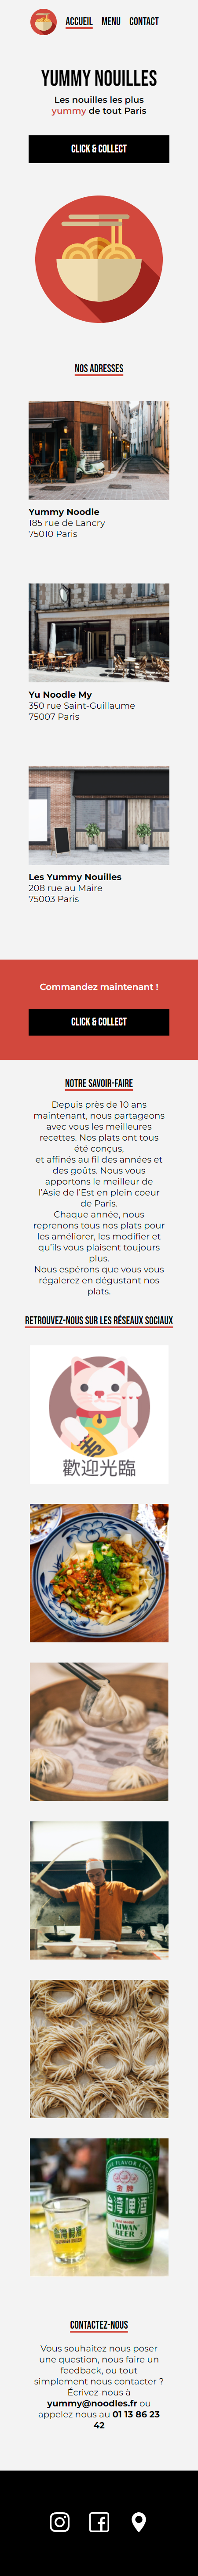 ACCUEIL MENU CONTACT
YUMMY NOUILLES
Les nouilles les plus
yummy de tout Paris
CLICK & COLLECT
NOS ADRESSES
Yummy Noodle
185 rue de Lancry
75010 Paris
Yu Noodle My
350 rue Saint-Guillaume
75007 Paris
Les Yummy Nouilles
208 rue au Maire
75003 Paris
Commandez maintenant !
CLICK & COLLECT
NOTRE SAVOIR-FAIRE
Depuis près de 10 ans
maintenant, nous partageons
avec vous les meilleures
recettes. Nos plats ont tous
été conçus,
et affinés au fil des années et
des goûts. Nous vous
apportons le meilleur de
l'Asie de l'Est en plein coeur
de Paris.
Chaque année, nous
reprenons tous nos plats pour
les améliorer, les modifier et
qu'ils vous plaisent toujours
plus.
Nous espérons que vous vous
régalerez en dégustant nos
plats.
RETROUVEZ-NOUS SUR LES RÉSEAUX SOCIAUX
歡迎光臨
TAIWAN
BEER
CONTACTEZ-NOUS
Vous souhaitez nous poser
une question, nous faire un
feedback, ou tout
simplement nous contacter ?
Écrivez-nous à
yummy@noodles.fr ou
appelez nous au 01 13 86 23
42